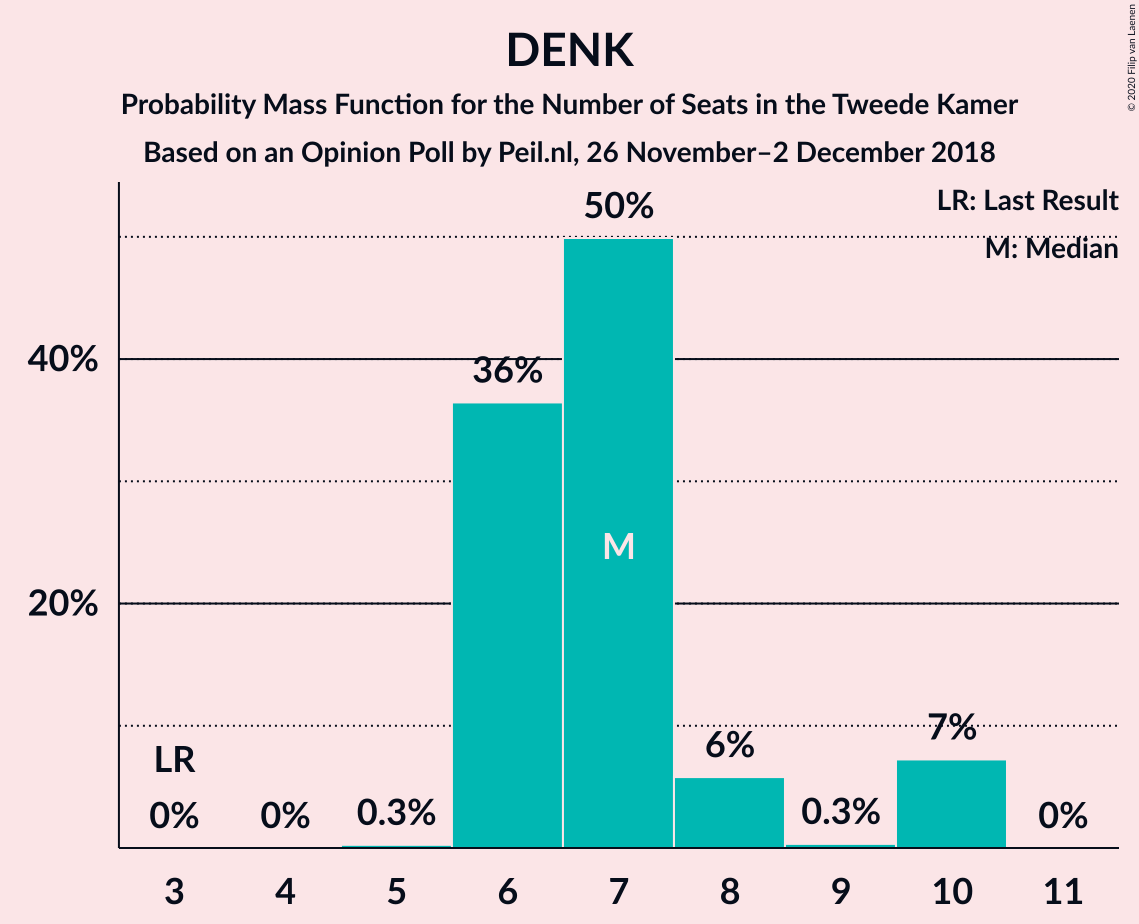 DENK
Probability Mass Function for the Number of Seats in the Tweede Kamer
Based on an Opinion Poll by Peil.nl, 26 November–2 December 2018
© 2020 Filip van Laenen
LR: Last Result
M: Median
50%
40%
36%
M
20%
LR
7%
6%
0%
0%
0.3%
0.3%
0%
3 4 5 6 7 8 9 10 11